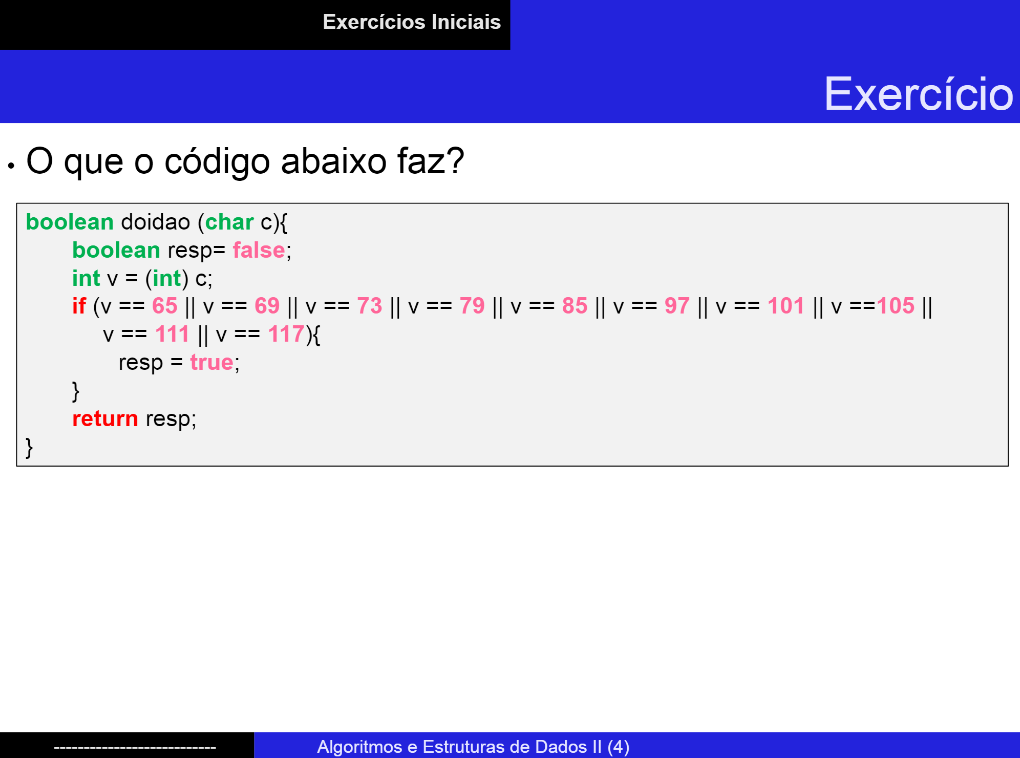 Exercícios Iniciais
Exercício
• O que o código abaixo faz?
boolean doidao (char c){
boolean resp= false;
int v = (int) c;
if (v == 65 || v == 69 || v == 73 || v == 79 || v == 85 || v == 97 || v == 101 || v ==105 ||
v == 111 || v == 117){
resp = true;
}
return resp;
}
---------------------------
Algoritmos e Estruturas de Dados II (4)